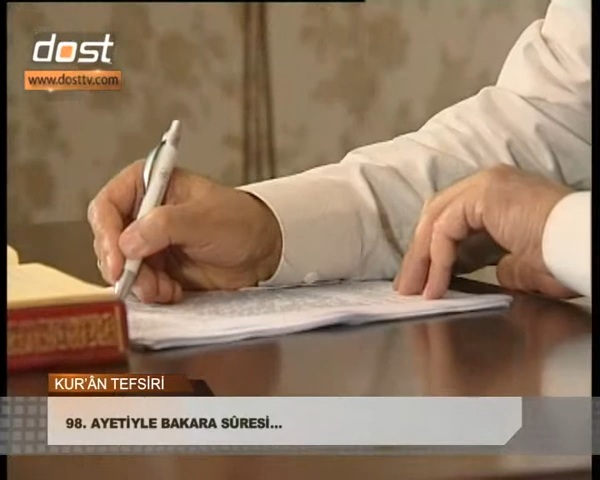 dost
www.dosttv.com
KUR'ÂN TEFSİRİ
98. AYETİYLE BAKARA SÛRESİ...